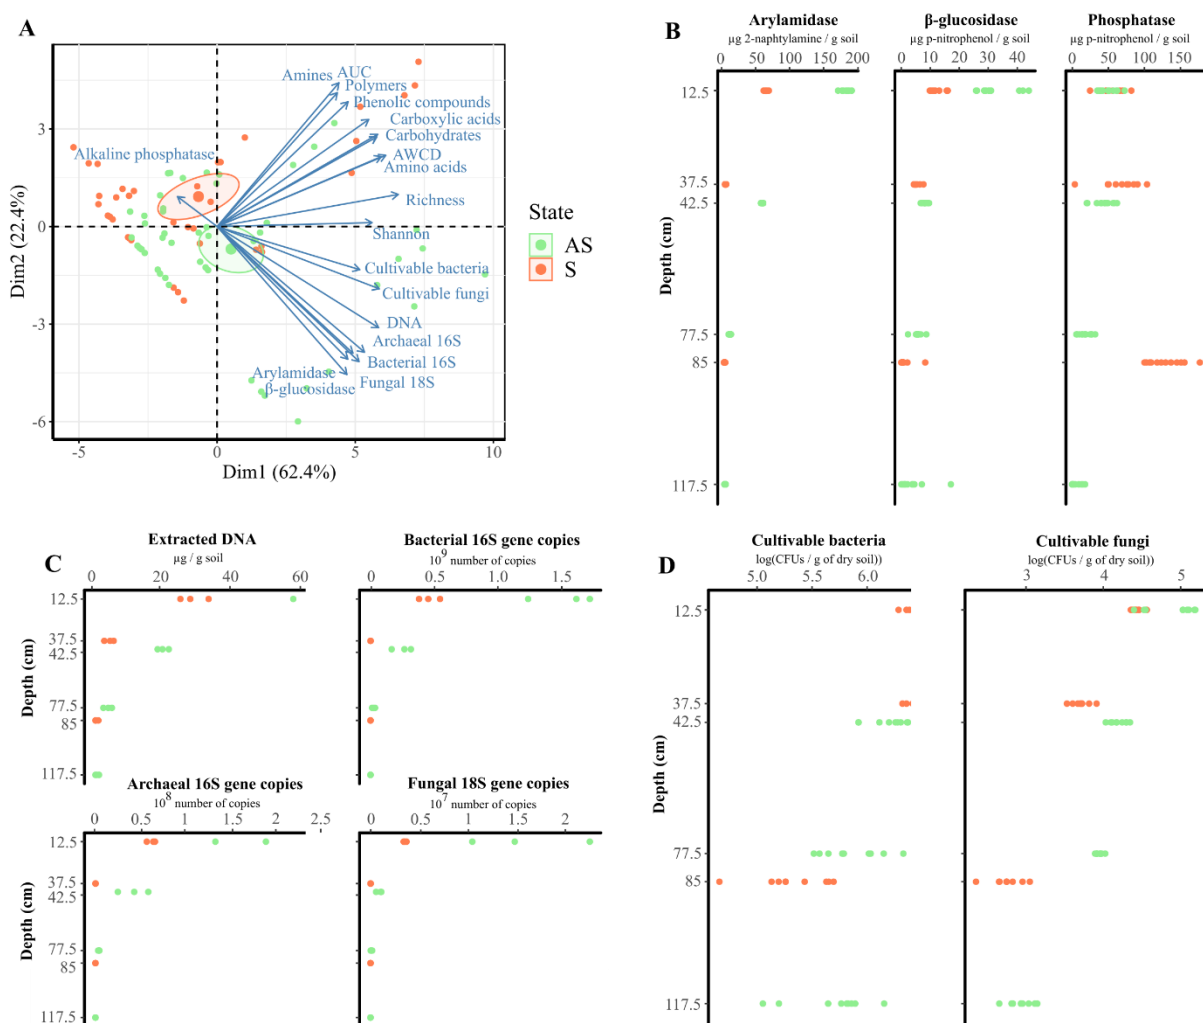 A
Amines AUC
Polymers
Phenolic compounds
Carboxylic acids
Carbohydrates
Alkaline phosphatase
AWCD
Amino acids
Richness
Shannon
Cultivable bacteria
Cultivable fungi
DNA
Archaeal 16S
Bacterial 16S
Arylamidase
Fungal 18S
β-glucosidase
3
0
-3
-6
Dim2 (22.4%)
-5 0 5 10
Dim1 (62.4%)
State
AS
S
B
Arylamidase
µg 2-naphtylamine / g soil
0 50 100 150 200
β-glucosidase
µg p-nitrophenol / g soil
0 10 20 30 40
Phosphatase
µg p-nitrophenol / g soil
0 50 100 150
Depth (cm)
12.5
37.5
42.5
77.5
85
117.5
C
Extracted DNA
µg / g soil
0 20 40 60
Bacterial 16S gene copies
10⁹ number of copies
0 0.5 1 1.5
Depth (cm)
12.5
37.5
42.5
77.5
85
117.5
Archaeal 16S gene copies
10⁸ number of copies
0 0.5 1 1.5 2 2.5
Fungal 18S gene copies
10⁷ number of copies
0 0.5 1 1.5 2
Depth (cm)
12.5
37.5
42.5
77.5
85
117.5
D
Cultivable bacteria
log(CFUs / g of dry soil))
5.0 5.5 6.0
Cultivable fungi
log(CFUs / g of dry soil))
3 4 5
Depth (cm)
12.5
37.5
42.5
77.5
85
117.5